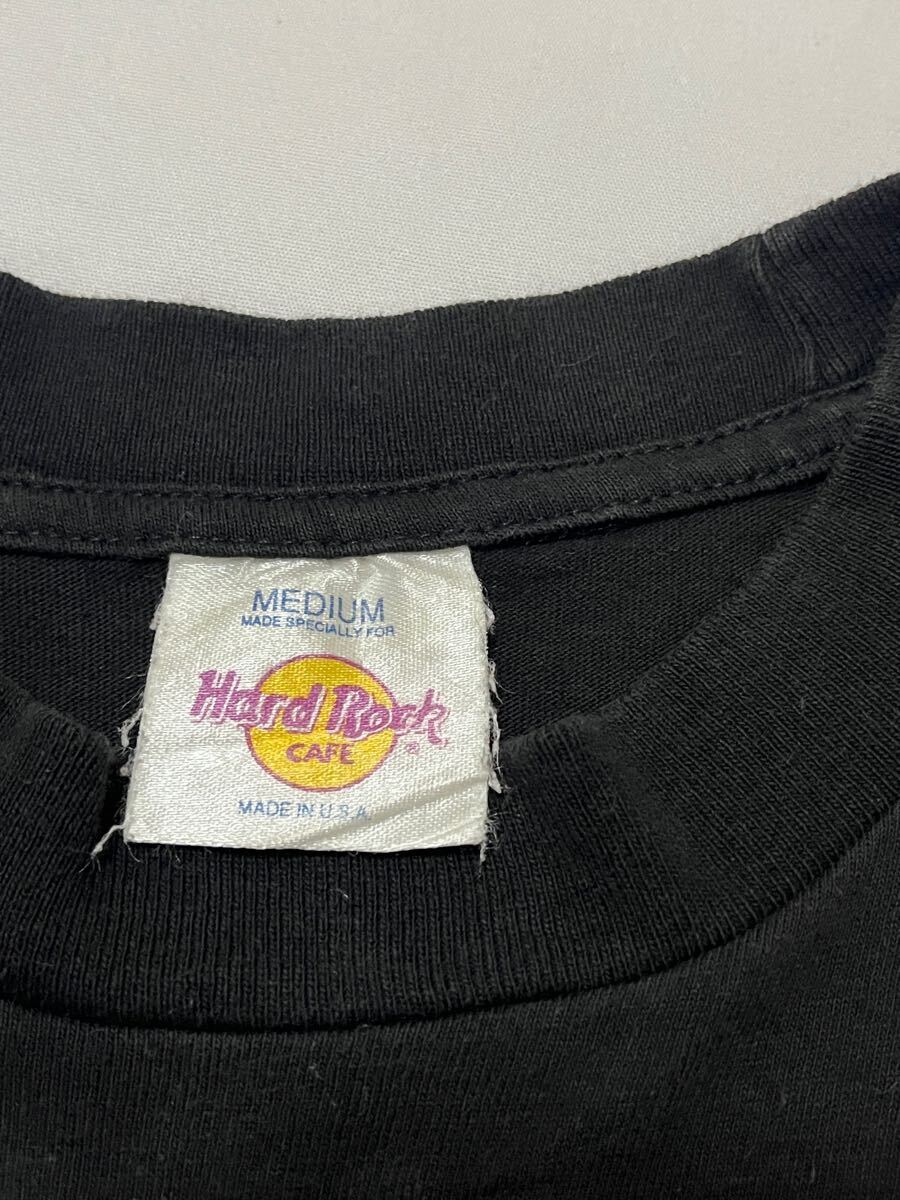 MEDIUM
MADE SPECIALLY FOR
Hard Rock
CAFE ®
MADE IN U.S.A.